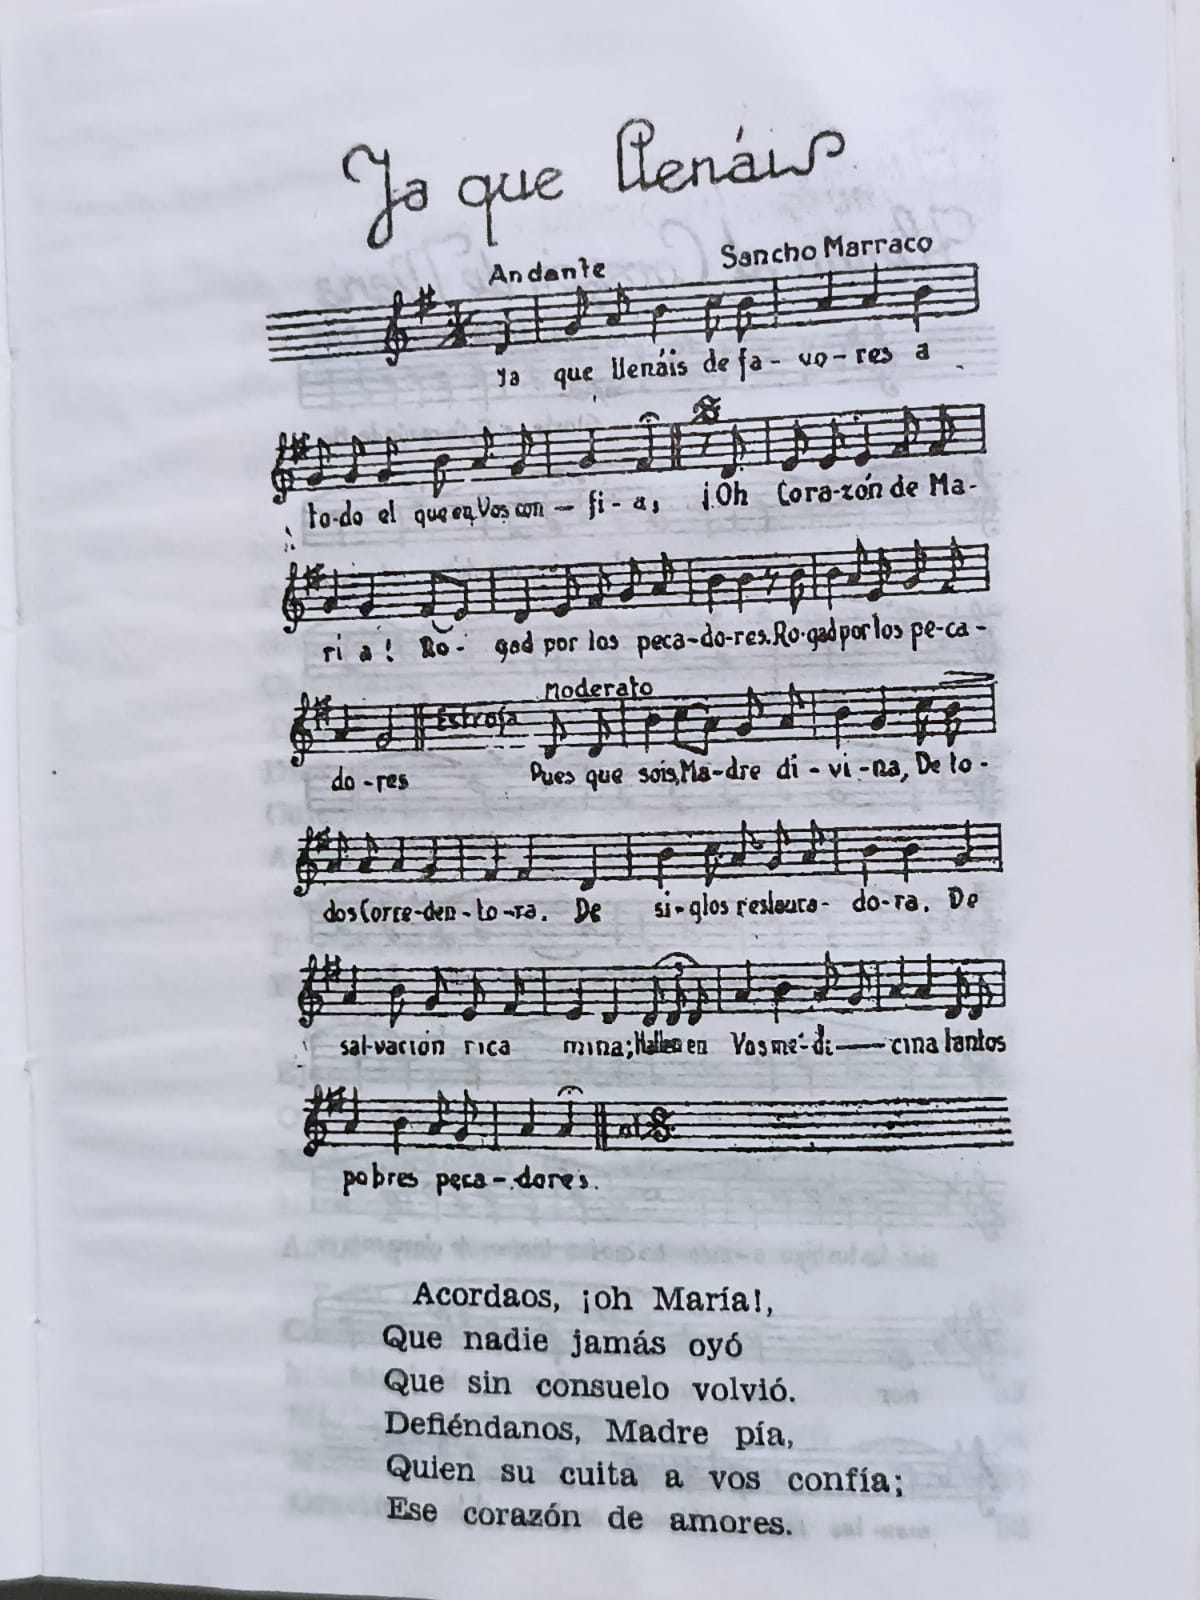 Ya que llenáis
Andante Sancho Marraco
Ya que llenáis de fa - vo - res a
to-do el que en Vos con - fi - a, ¡Oh Cora-zón de Ma-
ri a! Ro- gad por los peca-do-res. Ro-gad por los pe-ca-
Estrofa Moderato
do-res Pues que sois, Ma-dre di-vi-na, De to-
dos Corre-den-to-ra. De si-glos restaura- do-ra. De
sal-vación rica mina; Hallen en Vos me-di-cina tantos
al
pobres peca-dores.
Acordaos, ¡oh María!,
Que nadie jamás oyó
Que sin consuelo volvió.
Defiéndanos, Madre pía,
Quien su cuita a vos confía;
Ese corazón de amores.